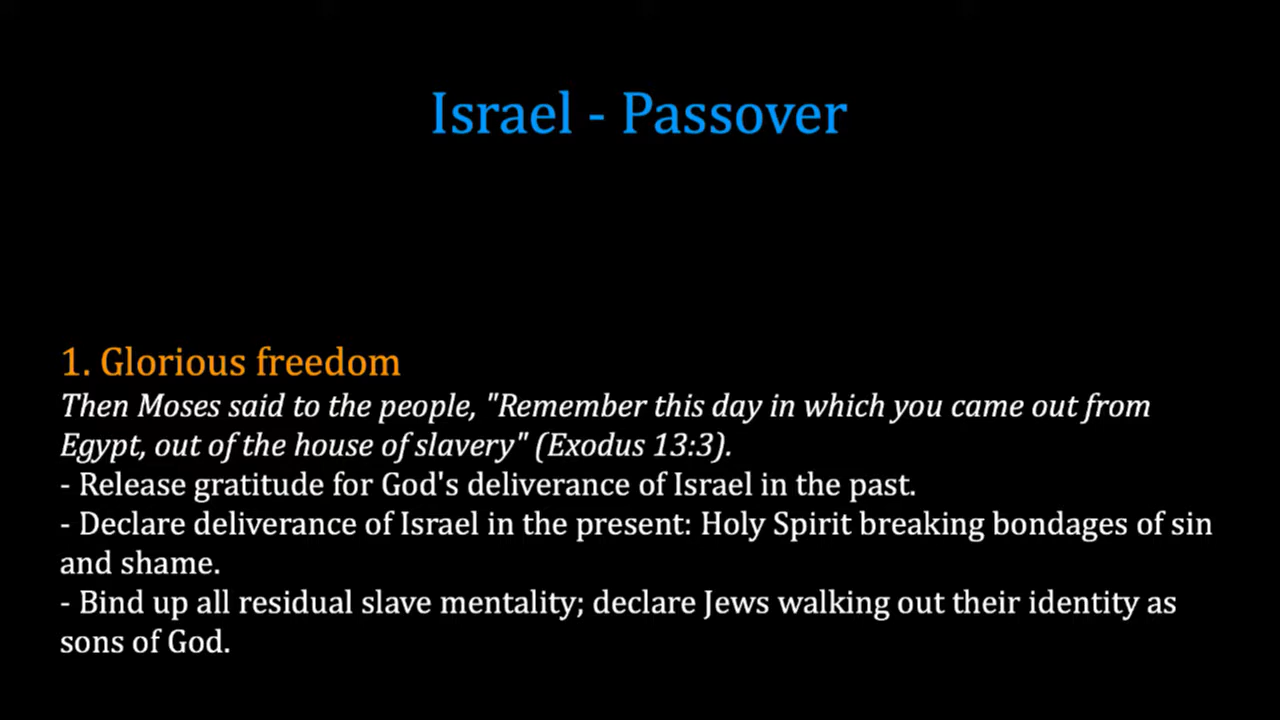 Israel - Passover
1. Glorious freedom
Then Moses said to the people, "Remember this day in which you came out from
Egypt, out of the house of slavery" (Exodus 13:3).
- Release gratitude for God's deliverance of Israel in the past.
- Declare deliverance of Israel in the present: Holy Spirit breaking bondages of sin
and shame.
- Bind up all residual slave mentality; declare Jews walking out their identity as
sons of God.